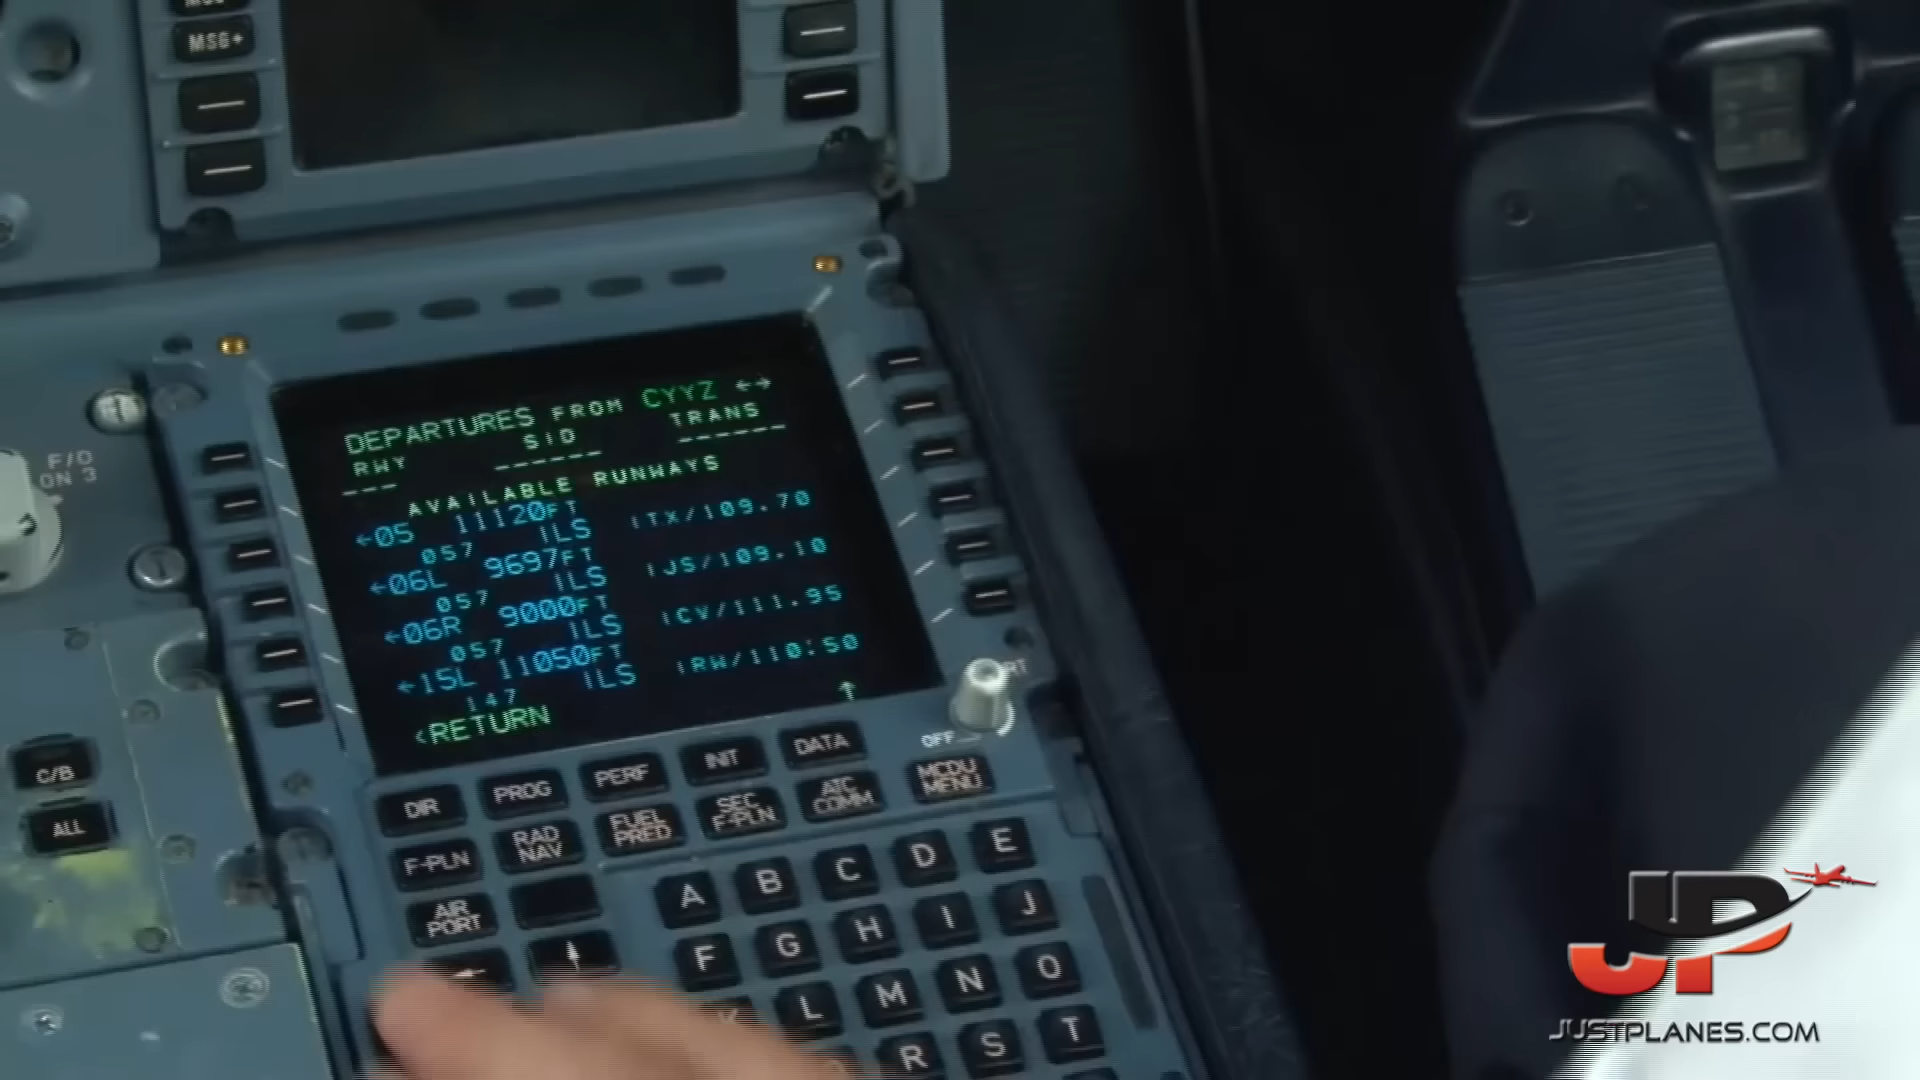 MSG+
F/O
ON 3
DEPARTURES FROM CYYZ ←→
RWY SID TRANS
--- ------ ------
AVAILABLE RUNWAYS
←05 11120FT ITX/109.70
057 ILS
←06L 9697FT IJS/109.10
057 ILS
←06R 9000FT ICV/111.95
057 ILS
←15L 11050FT IRW/110:50
147 ILS
<RETURN ↑
OFF
DIR PROG PERF INIT DATA
F-PLN RAD NAV FUEL PRED SEC F-PLN ATC COMM MCDU MENU
AIR PORT
C/B
ALL
← ↑
A B C D E
F G H I J
L M N O
R S T
JP
JUSTPLANES.COM